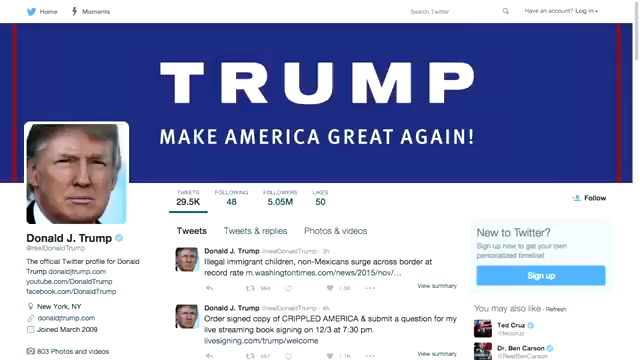 Home
Moments
Search Twitter
Have an account? Log in
TRUMP
MAKE AMERICA GREAT AGAIN!
TWEETS
29.5K
FOLLOWING
48
FOLLOWERS
5.05M
LIKES
50
Follow
Donald J. Trump
@realDonaldTrump
The official Twitter profile for Donald
Trump donaldjtrump.com
youtube.com/DonaldTrump
facebook.com/DonaldTrump
New York, NY
donaldjtrump.com
Joined March 2009
803 Photos and videos
Tweets
Tweets & replies
Photos & videos
Donald J. Trump @realDonaldTrump · 3h
Illegal immigrant children, non-Mexicans surge across border at
record rate m.washingtontimes.com/news/2015/nov/...
984
View summary
Donald J. Trump @realDonaldTrump · 4h
Order signed copy of CRIPPLED AMERICA & submit a question for my
live streaming book signing on 12/3 at 7:30 pm.
livesigning.com/trump/welcome
467
1.1K
View summary
New to Twitter?
Sign up now to get your own
personalized timeline!
Sign up
You may also like · Refresh
Ted Cruz
@tedcruz
Dr. Ben Carson
@RealBenCarson